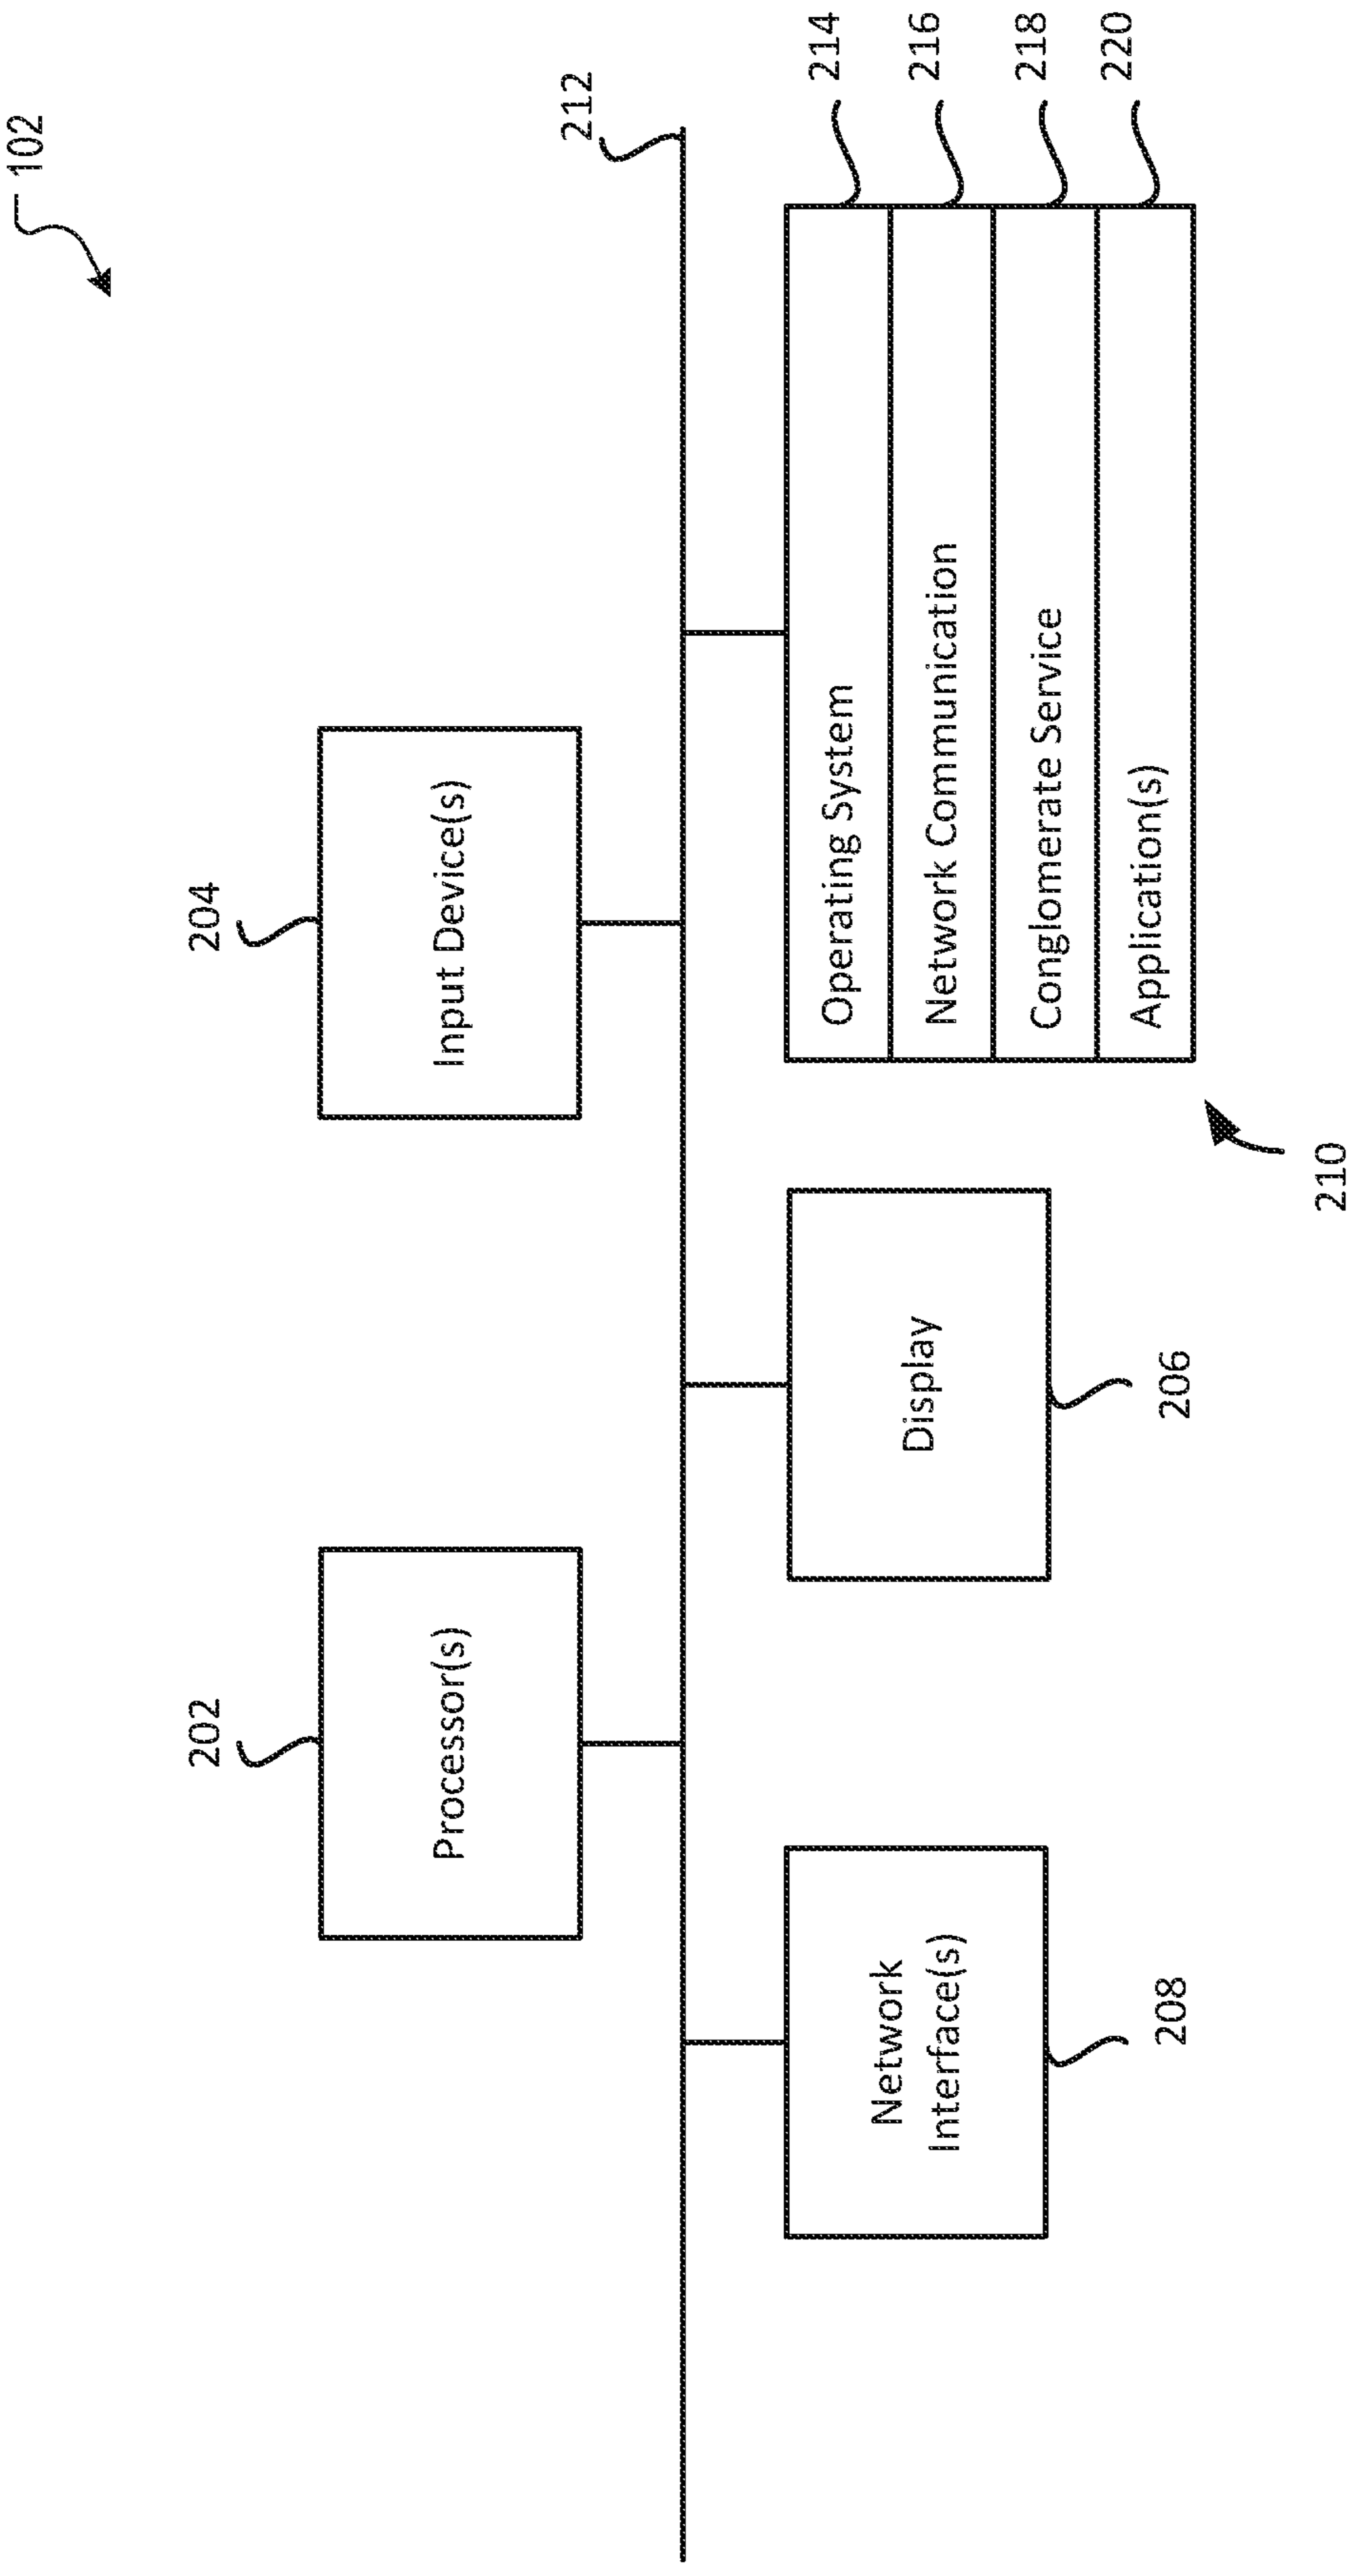 102
202
204
Processor(s)
Input Device(s)
212
Network
Interface(s)
Display
Operating System
214
Network Communication
216
Conglomerate Service
218
Application(s)
220
208
206
210